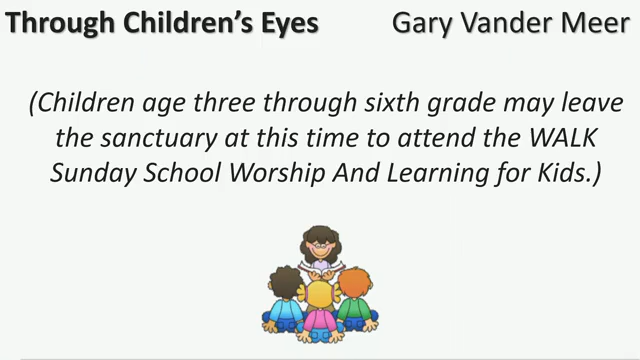 Through Children’s Eyes Gary Vander Meer
(Children age three through sixth grade may leave
the sanctuary at this time to attend the WALK
Sunday School Worship And Learning for Kids.)